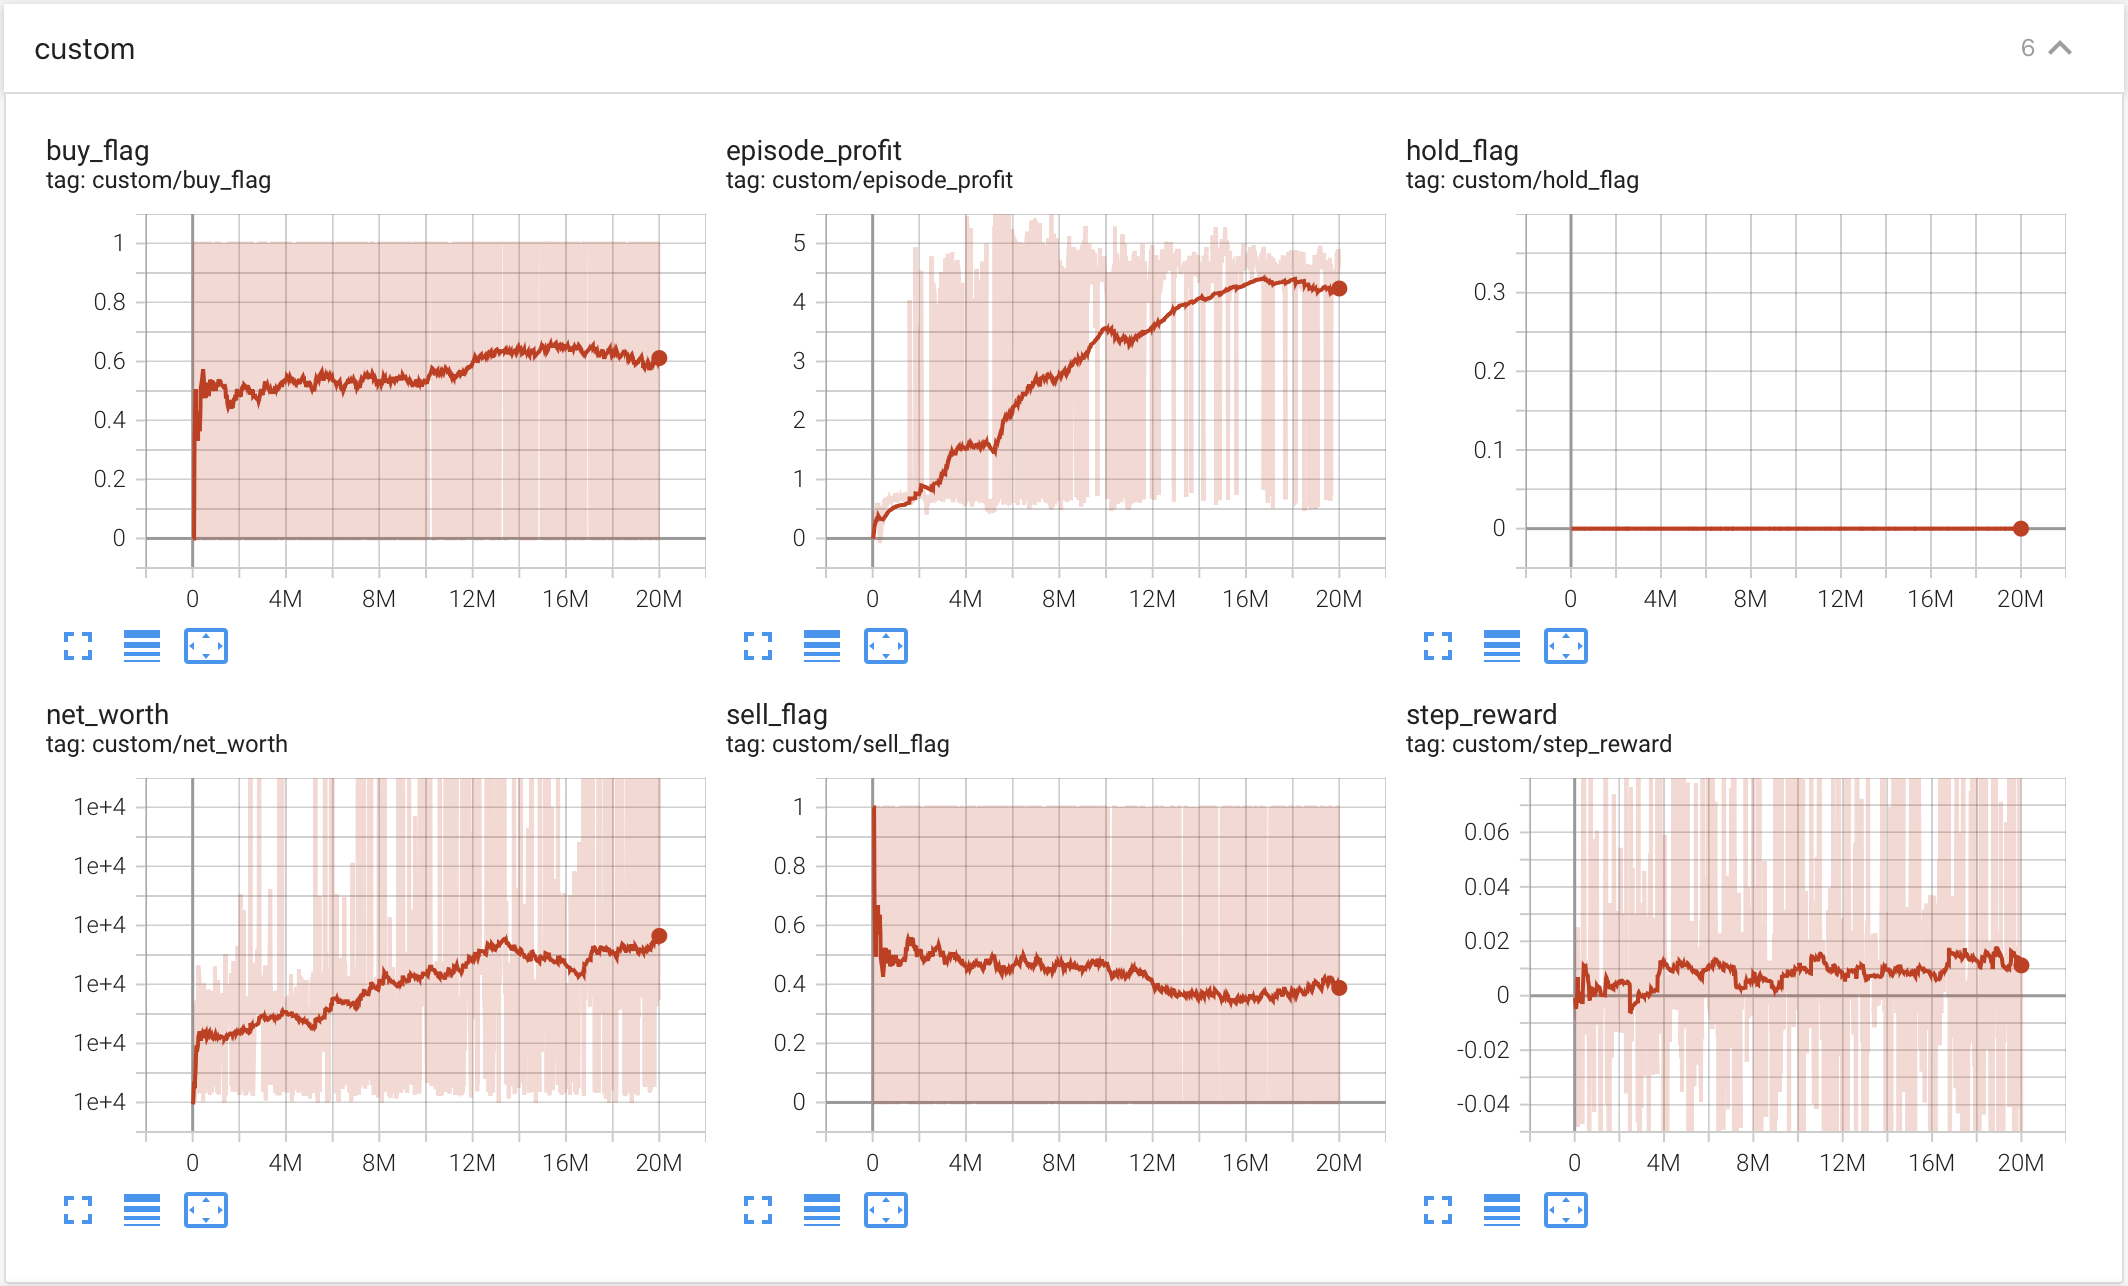 custom
6
buy_flag
tag: custom/buy_flag
1
0.8
0.6
0.4
0.2
0
0 4M 8M 12M 16M 20M
episode_profit
tag: custom/episode_profit
5
4
3
2
1
0
0 4M 8M 12M 16M 20M
hold_flag
tag: custom/hold_flag
0.3
0.2
0.1
0
0 4M 8M 12M 16M 20M
net_worth
tag: custom/net_worth
1e+4
1e+4
1e+4
1e+4
1e+4
1e+4
0 4M 8M 12M 16M 20M
sell_flag
tag: custom/sell_flag
1
0.8
0.6
0.4
0.2
0
0 4M 8M 12M 16M 20M
step_reward
tag: custom/step_reward
0.06
0.04
0.02
0
-0.02
-0.04
0 4M 8M 12M 16M 20M